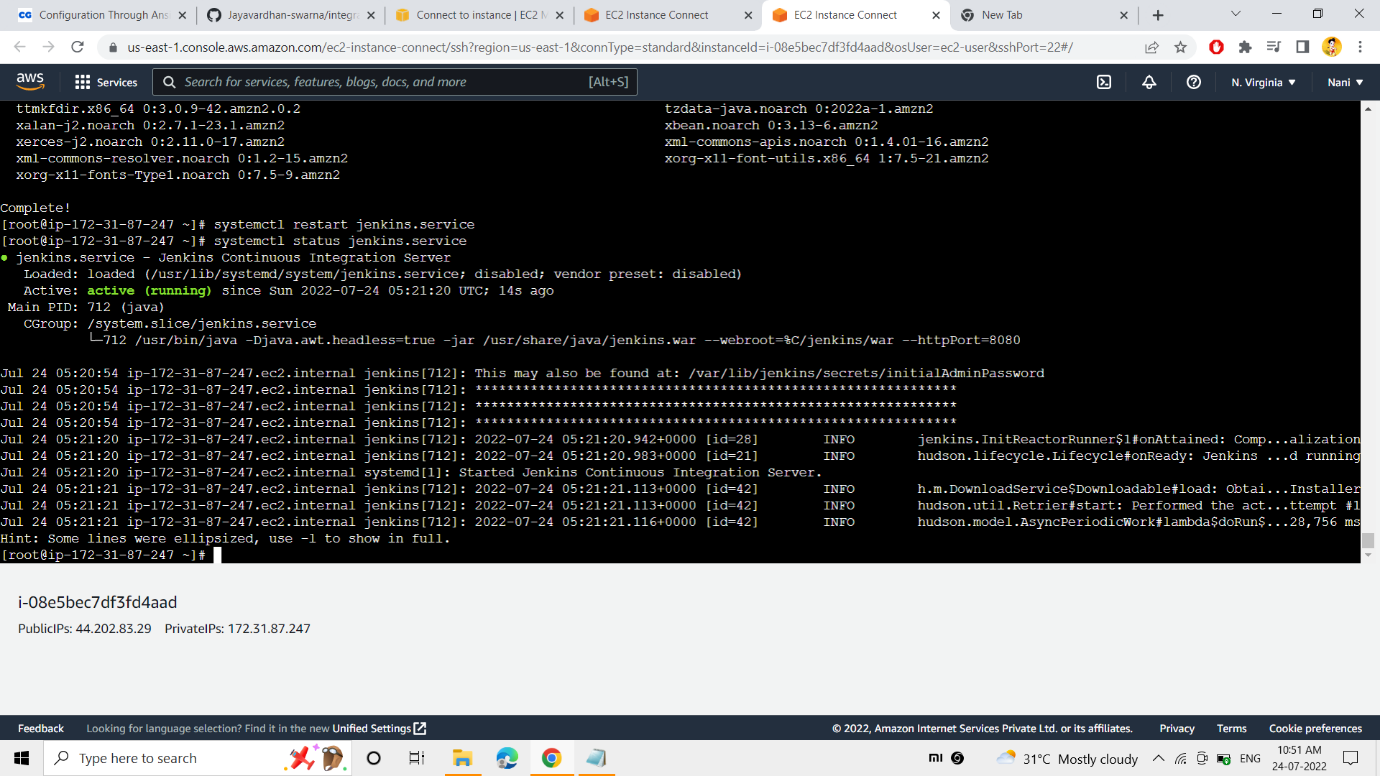 Configuration Through Ans
Jayavardhan-swarna/integra
Connect to instance | EC2 M
EC2 Instance Connect
EC2 Instance Connect
New Tab
us-east-1.console.aws.amazon.com/ec2-instance-connect/ssh?region=us-east-1&connType=standard&instanceId=i-08e5bec7df3fd4aad&osUser=ec2-user&sshPort=22#/
aws Services Search for services, features, blogs, docs, and more [Alt+S] N. Virginia Nani
ttmkfdir.x86_64 0:3.0.9-42.amzn2.0.2 tzdata-java.noarch 0:2022a-1.amzn2
xalan-j2.noarch 0:2.7.1-23.1.amzn2 xbean.noarch 0:3.13-6.amzn2
xerces-j2.noarch 0:2.11.0-17.amzn2 xml-commons-apis.noarch 0:1.4.01-16.amzn2
xml-commons-resolver.noarch 0:1.2-15.amzn2 xorg-x11-font-utils.x86_64 1:7.5-21.amzn2
xorg-x11-fonts-Type1.noarch 0:7.5-9.amzn2
Complete!
[root@ip-172-31-87-247 ~]# systemctl restart jenkins.service
[root@ip-172-31-87-247 ~]# systemctl status jenkins.service
● jenkins.service - Jenkins Continuous Integration Server
Loaded: loaded (/usr/lib/systemd/system/jenkins.service; disabled; vendor preset: disabled)
Active: active (running) since Sun 2022-07-24 05:21:20 UTC; 14s ago
Main PID: 712 (java)
CGroup: /system.slice/jenkins.service
└─712 /usr/bin/java -Djava.awt.headless=true -jar /usr/share/java/jenkins.war --webroot=%C/jenkins/war --httpPort=8080
Jul 24 05:20:54 ip-172-31-87-247.ec2.internal jenkins[712]: This may also be found at: /var/lib/jenkins/secrets/initialAdminPassword
Jul 24 05:20:54 ip-172-31-87-247.ec2.internal jenkins[712]: *************************************************************
Jul 24 05:20:54 ip-172-31-87-247.ec2.internal jenkins[712]: *************************************************************
Jul 24 05:20:54 ip-172-31-87-247.ec2.internal jenkins[712]: *************************************************************
Jul 24 05:21:20 ip-172-31-87-247.ec2.internal jenkins[712]: 2022-07-24 05:21:20.942+0000 [id=28] INFO jenkins.InitReactorRunner$1#onAttained: Comp...alization
Jul 24 05:21:20 ip-172-31-87-247.ec2.internal jenkins[712]: 2022-07-24 05:21:20.983+0000 [id=21] INFO hudson.lifecycle.Lifecycle#onReady: Jenkins ...d running
Jul 24 05:21:20 ip-172-31-87-247.ec2.internal systemd[1]: Started Jenkins Continuous Integration Server.
Jul 24 05:21:21 ip-172-31-87-247.ec2.internal jenkins[712]: 2022-07-24 05:21:21.113+0000 [id=42] INFO h.m.DownloadService$Downloadable#load: Obtai...Installer
Jul 24 05:21:21 ip-172-31-87-247.ec2.internal jenkins[712]: 2022-07-24 05:21:21.113+0000 [id=42] INFO hudson.util.Retrier#start: Performed the act...ttempt #1
Jul 24 05:21:21 ip-172-31-87-247.ec2.internal jenkins[712]: 2022-07-24 05:21:21.116+0000 [id=42] INFO hudson.model.AsyncPeriodicWork#lambda$doRun$...28,756 ms
Hint: Some lines were ellipsized, use -l to show in full.
[root@ip-172-31-87-247 ~]#
i-08e5bec7df3fd4aad
PublicIPs: 44.202.83.29 PrivateIPs: 172.31.87.247
Feedback Looking for language selection? Find it in the new Unified Settings © 2022, Amazon Internet Services Private Ltd. or its affiliates. Privacy Terms Cookie preferences
Type here to search 31°C Mostly cloudy ENG 10:51 AM
24-07-2022